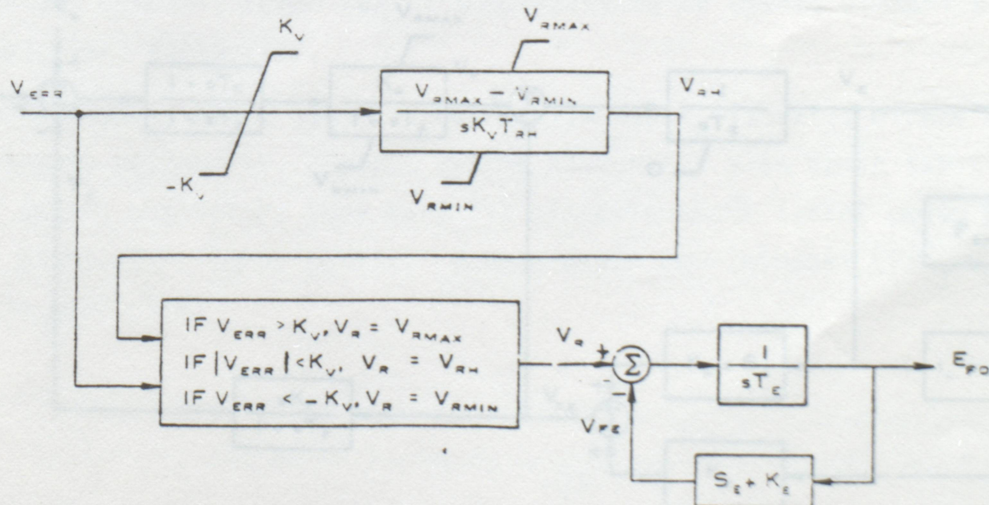 K_V
V_RMAX
V_ERR
V_RMAX − V_RMIN
sK_V T_RH
V_RH
-K_V
V_RMIN
IF V_ERR > K_V, V_R = V_RMAX
IF |V_ERR| < K_V, V_R = V_RH
IF V_ERR < -K_V, V_R = V_RMIN
V_R
+
Σ
-
1
sT_E
E_FD
V_FE
S_E + K_E